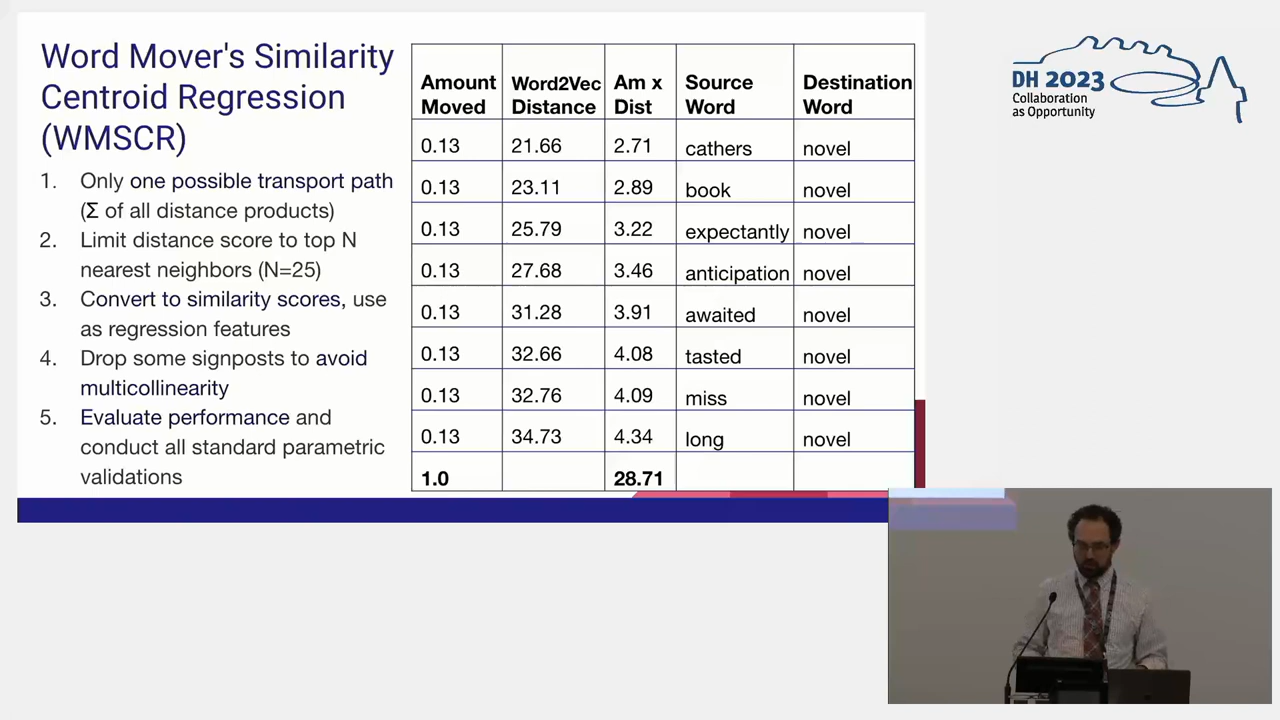 Word Mover's Similarity
Centroid Regression
(WMSCR)
1. Only one possible transport path
(Σ of all distance products)
2. Limit distance score to top N
nearest neighbors (N=25)
3. Convert to similarity scores, use
as regression features
4. Drop some signposts to avoid
multicollinearity
5. Evaluate performance and
conduct all standard parametric
validations
Amount Moved Word2Vec Distance Am x Dist Source Word Destination Word
0.13 21.66 2.71 cathers novel
0.13 23.11 2.89 book novel
0.13 25.79 3.22 expectantly novel
0.13 27.68 3.46 anticipation novel
0.13 31.28 3.91 awaited novel
0.13 32.66 4.08 tasted novel
0.13 32.76 4.09 miss novel
0.13 34.73 4.34 long novel
1.0 28.71
DH 2023
Collaboration
as Opportunity